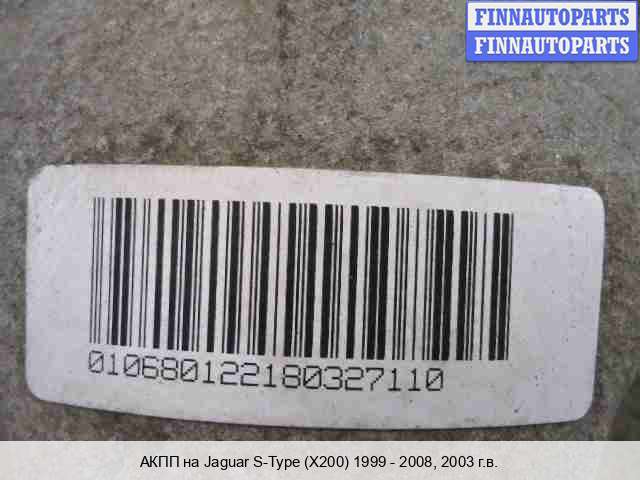 FINNAUTOPARTS
FINNAUTOPARTS
010680122180327110
АКПП на Jaguar S-Type (X200) 1999 - 2008, 2003 г.в.